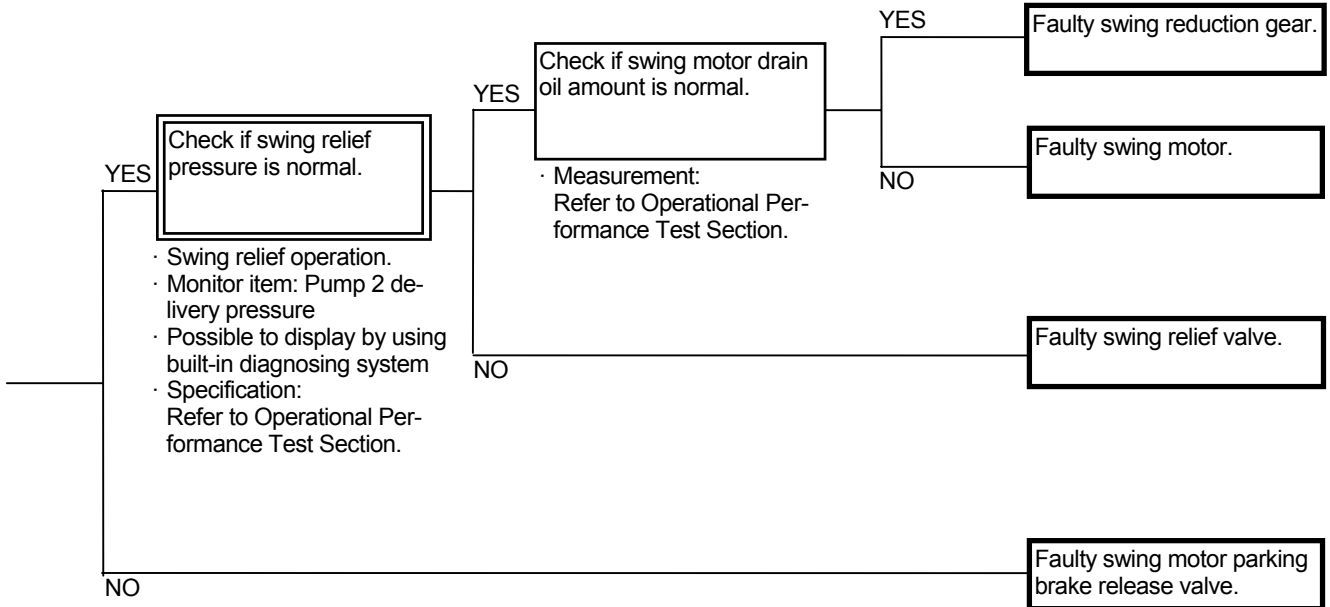 YES
Check if swing relief
pressure is normal.
· Swing relief operation.
· Monitor item: Pump 2 de-
livery pressure
· Possible to display by using
built-in diagnosing system
· Specification:
Refer to Operational Per-
formance Test Section.
YES
Check if swing motor drain
oil amount is normal.
· Measurement:
Refer to Operational Per-
formance Test Section.
YES
Faulty swing reduction gear.
NO
Faulty swing motor.
NO
Faulty swing relief valve.
NO
Faulty swing motor parking
brake release valve.